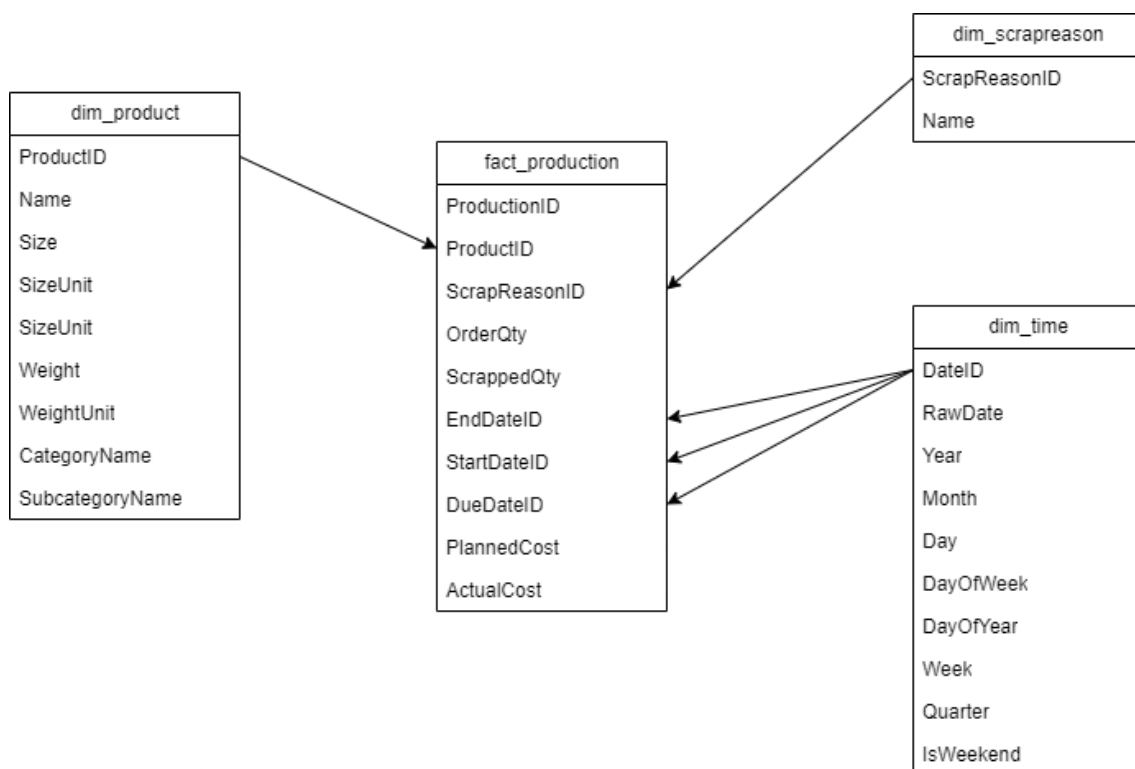 dim_product
ProductID
Name
Size
SizeUnit
SizeUnit
Weight
WeightUnit
CategoryName
SubcategoryName
fact_production
ProductionID
ProductID
ScrapReasonID
OrderQty
ScrappedQty
EndDateID
StartDateID
DueDateID
PlannedCost
ActualCost
dim_scrapreason
ScrapReasonID
Name
dim_time
DateID
RawDate
Year
Month
Day
DayOfWeek
DayOfYear
Week
Quarter
IsWeekend